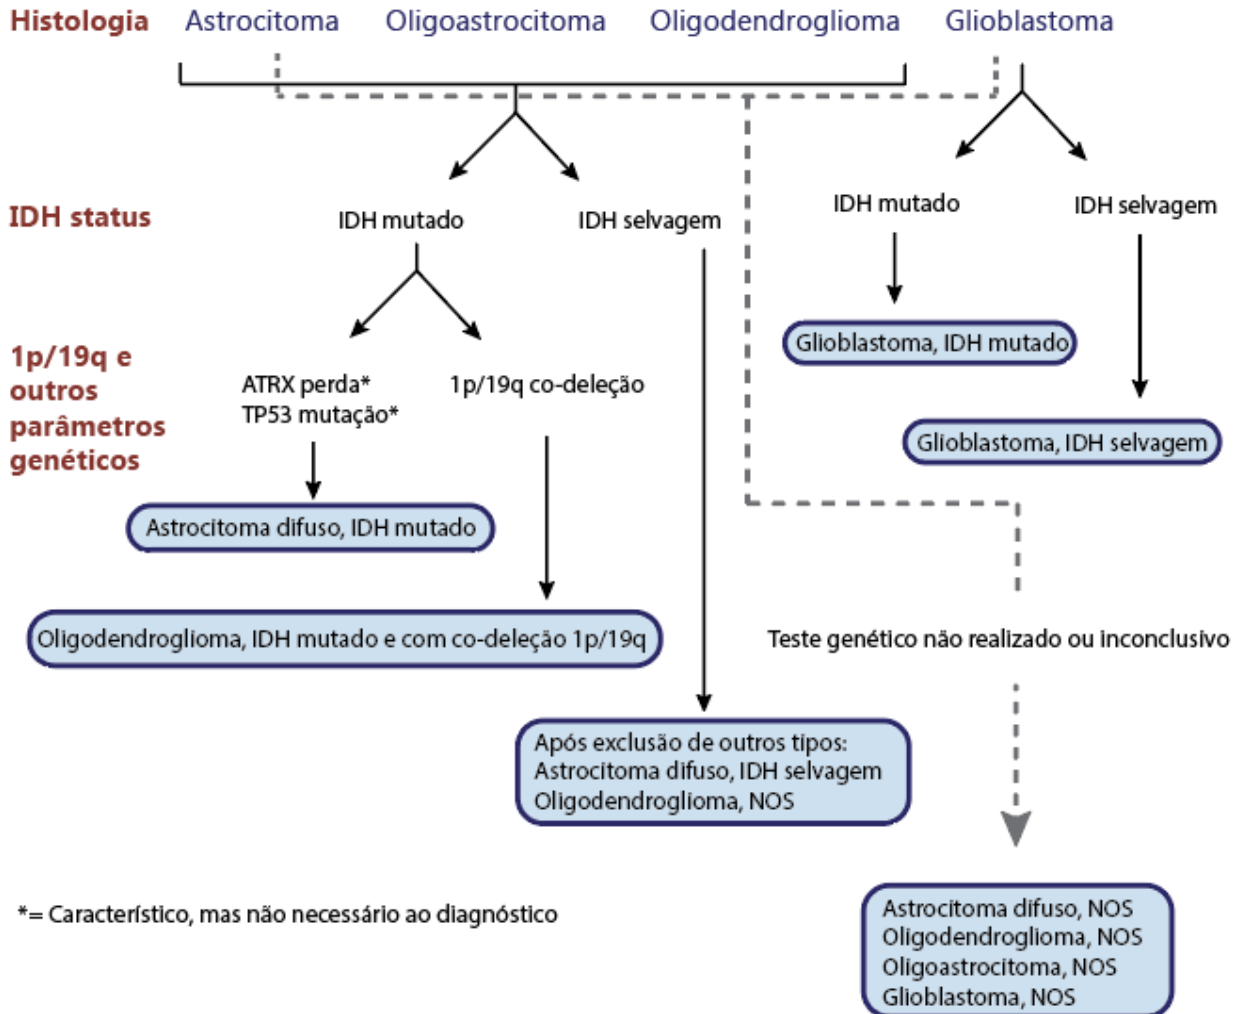 Histologia Astrocitoma Oligoastrocitoma Oligodendroglioma Glioblastoma
IDH status
IDH mutado
IDH selvagem
IDH mutado
IDH selvagem
1p/19q e
outros
parâmetros
genéticos
ATRX perda*
TP53 mutação*
1p/19q co-deleção
Glioblastoma, IDH mutado
Glioblastoma, IDH selvagem
Astrocitoma difuso, IDH mutado
Oligodendroglioma, IDH mutado e com co-deleção 1p/19q
Teste genético não realizado ou inconclusivo
Após exclusão de outros tipos:
Astrocitoma difuso, IDH selvagem
Oligodendroglioma, NOS
*= Característico, mas não necessário ao diagnóstico
Astrocitoma difuso, NOS
Oligodendroglioma, NOS
Oligoastrocitoma, NOS
Glioblastoma, NOS